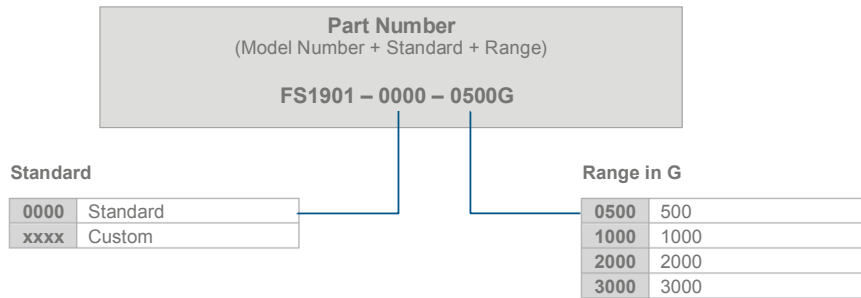 Part Number
(Model Number + Standard + Range)
FS1901 – 0000 – 0500G
Standard
0000 Standard
xxxx Custom
Range in G
0500 500
1000 1000
2000 2000
3000 3000